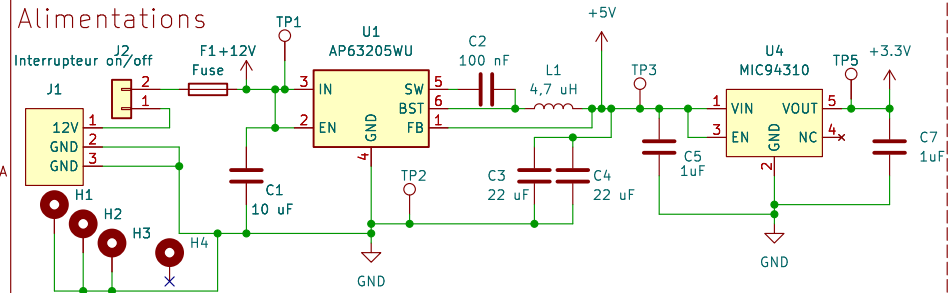 Alimentations
J2
Interrupteur on/off
F1
+12V
Fuse
TP1
U1
AP63205WU
C2
100 nF
+5V
L1
4,7 uH
TP3
U4
MIC94310
TP5
+3.3V
J1
2
1
12V 1
GND 2
GND 3
3 IN
2 EN
GND
4
SW 5
BST 6
FB 1
1 VIN
3 EN
GND
2
VOUT 5
NC 4
C1
10 uF
TP2
C3
22 uF
C4
22 uF
C5
1uF
C7
1uF
A
H1
H2
H3
H4
GND
GND